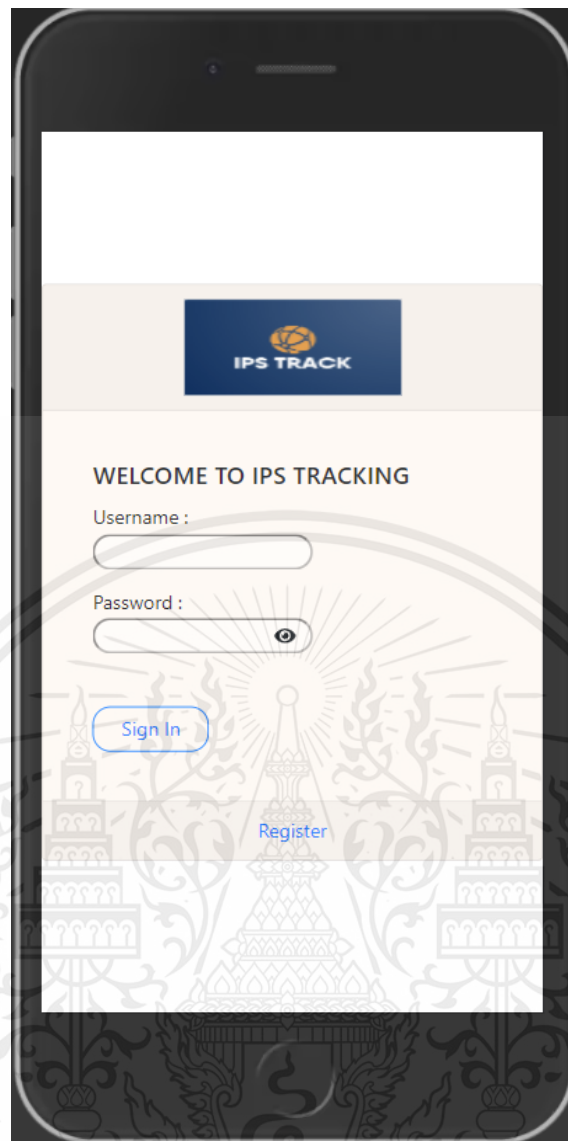 IPS TRACK
WELCOME TO IPS TRACKING
Username :
Password :
Sign In
Register